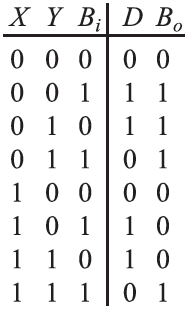 X Y Bᵢ D Bₒ
0 0 0 0 0
0 0 1 1 1
0 1 0 1 1
0 1 1 0 1
1 0 0 0 0
1 0 1 1 0
1 1 0 1 0
1 1 1 0 1